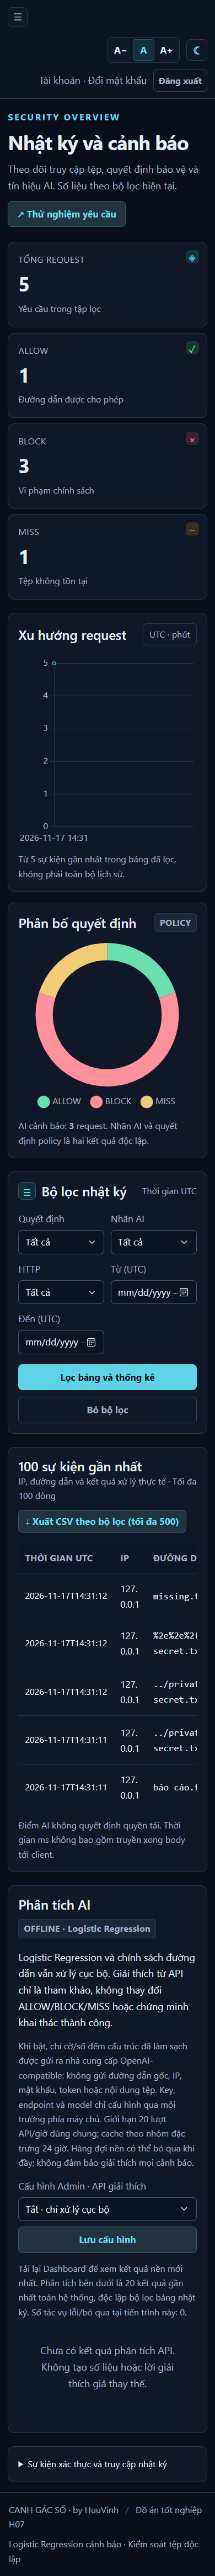 ☰
A− A A+ ☾
Tài khoản · Đổi mật khẩu Đăng xuất
SECURITY OVERVIEW
Nhật ký và cảnh báo
Theo dõi truy cập tệp, quyết định bảo vệ và
tín hiệu AI. Số liệu theo bộ lọc hiện tại.
↗ Thử nghiệm yêu cầu
TỔNG REQUEST
5
Yêu cầu trong tập lọc
ALLOW
1
Đường dẫn được cho phép
BLOCK
3
Vi phạm chính sách
MISS
1
Tệp không tồn tại
Xu hướng request UTC · phút
5
4
3
2
1
0
2026-11-17 14:31
Từ 5 sự kiện gần nhất trong bảng đã lọc,
không phải toàn bộ lịch sử.
Phân bố quyết định POLICY
ALLOW BLOCK MISS
AI cảnh báo: 3 request. Nhãn AI và quyết
định policy là hai kết quả độc lập.
☰ Bộ lọc nhật ký Thời gian UTC
Quyết định Nhãn AI
Tất cả Tất cả
HTTP Từ (UTC)
Tất cả mm/dd/yyyy -
Đến (UTC)
mm/dd/yyyy -
Lọc bảng và thống kê
Bỏ bộ lọc
100 sự kiện gần nhất
IP, đường dẫn và kết quả xử lý thực tế · Tối đa
100 dòng
↓ Xuất CSV theo bộ lọc (tối đa 500)
THỜI GIAN UTC IP ĐƯỜNG D
2026-11-17T14:31:12 127.0.0.1 missing.
2026-11-17T14:31:12 127.0.0.1 %2e%2e%2
secret.tx
2026-11-17T14:31:12 127.0.0.1 ../privat
secret.tx
2026-11-17T14:31:11 127.0.0.1 ../privat
secret.tx
2026-11-17T14:31:11 127.0.0.1 báo cáo.t
Điểm AI không quyết định quyền tải. Thời
gian ms không bao gồm truyền xong body
tới client.
Phân tích AI
OFFLINE · Logistic Regression
Logistic Regression và chính sách đường
dẫn vẫn xử lý cục bộ. Giải thích từ API
chỉ là tham khảo, không thay đổi
ALLOW/BLOCK/MISS hoặc chứng minh
khai thác thành công.
Khi bật, chỉ cờ/số đếm cấu trúc đã làm sạch
được gửi ra nhà cung cấp OpenAI-
compatible: không gửi đường dẫn gốc, IP,
mật khẩu, token hoặc nội dung tệp. Key,
endpoint và model chỉ cấu hình qua môi
trường phía máy chủ. Giới hạn 20 lượt
API/giờ dùng chung; cache theo nhóm đặc
trưng 24 giờ. Hàng đợi nền có thể bỏ qua khi
đầy; không đảm bảo giải thích mọi cảnh báo.
Cấu hình Admin · API giải thích
Tắt · chỉ xử lý cục bộ
Lưu cấu hình
Tải lại Dashboard để xem kết quả nền mới
nhất. Phân tích bên dưới là 20 kết quả gần
nhất toàn hệ thống, độc lập bộ lọc bảng nhật
ký. Số tác vụ lỗi/bỏ qua tại tiến trình này: 0.
Chưa có kết quả phân tích API.
Không tạo số liệu hoặc lời giải
thích giả thay thế.
▶ Sự kiện xác thực và truy cập nhật ký
CANH GÁC SỐ · by HuuVinh / Đồ án tốt nghiệp
H07
Logistic Regression cảnh báo · Kiểm soát tệp độc
lập